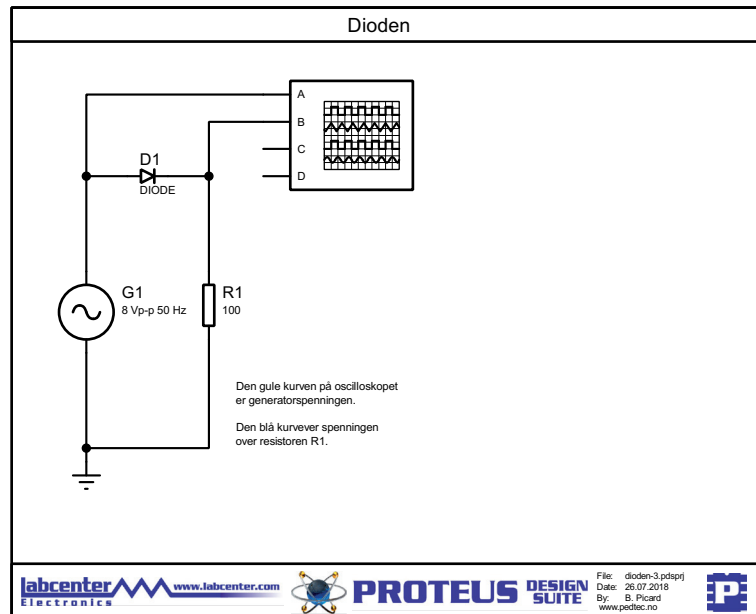 Dioden
A
B
C
D
D1
DIODE
G1
8 Vp-p 50 Hz
R1
100
Den gule kurven på oscilloskopet
er generatorspenningen.
Den blå kurvever spenningen
over resistoren R1.
labcenter www.labcenter.com
Electronics
PROTEUS DESIGN SUITE
File: dioden-3.pdsprj
Date: 26.07.2018
By: B. Picard
www.pedtec.no
P